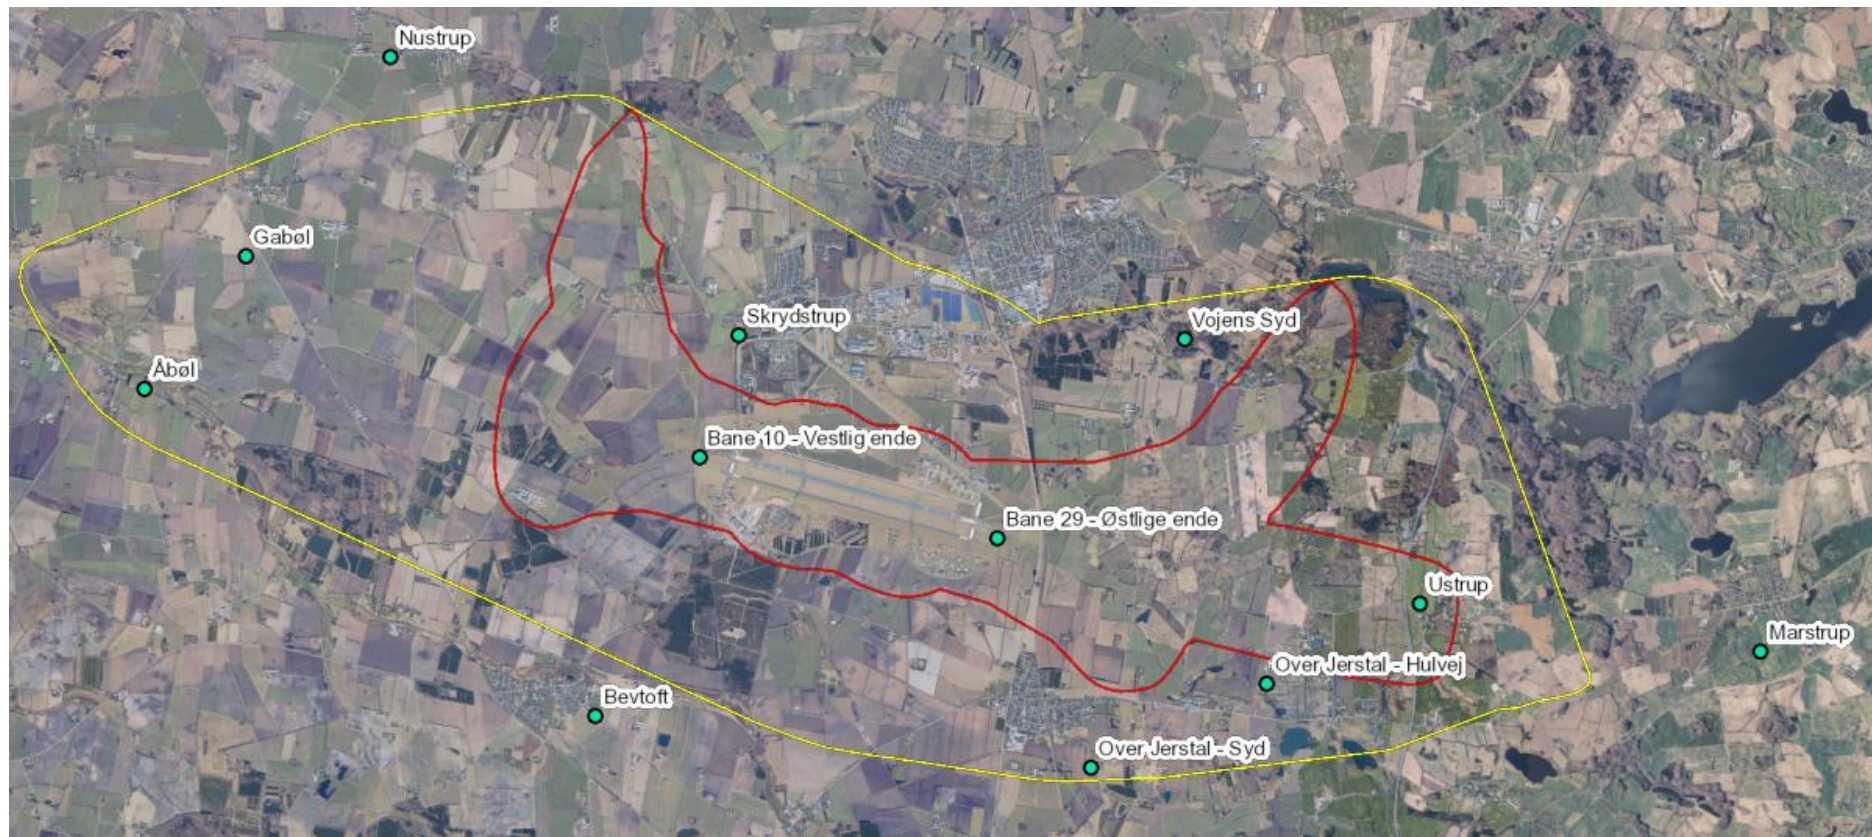 Nustrup
Gabøl
Skrydstrup
Vojens Syd
Åbøl
Bane 10 - Vestlig ende
Bane 29 - Østlige ende
Ustrup
Marstrup
Over Jerstal - Hulvej
Bevtoft
Over Jerstal - Syd